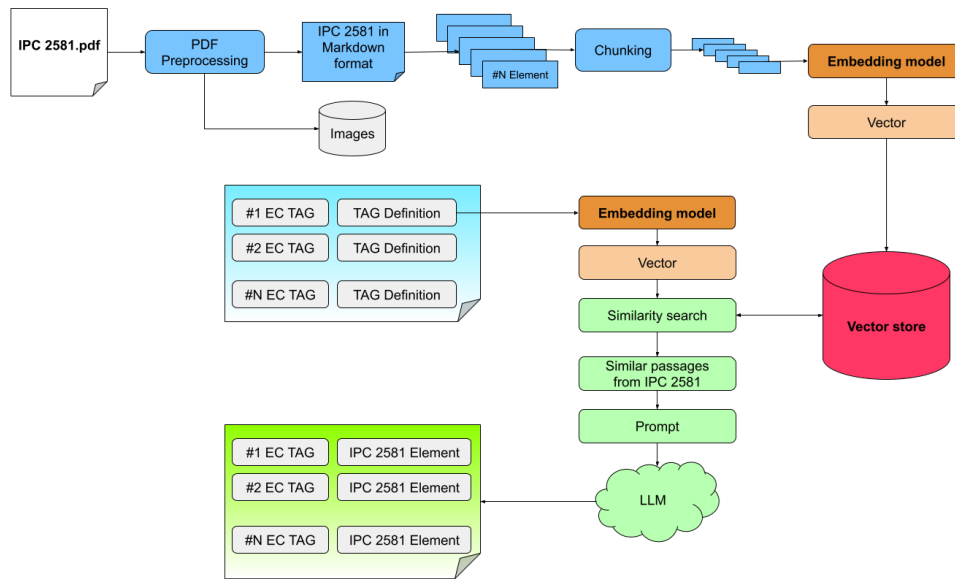 IPC 2581.pdf
PDF
Preprocessing
IPC 2581 in
Markdown
format
#N Element
Chunking
Embedding model
Vector
Images
#1 EC TAG
TAG Definition
#2 EC TAG
TAG Definition
#N EC TAG
TAG Definition
Embedding model
Vector
Similarity search
Vector store
Similar passages
from IPC 2581
Prompt
LLM
#1 EC TAG
IPC 2581 Element
#2 EC TAG
IPC 2581 Element
#N EC TAG
IPC 2581 Element